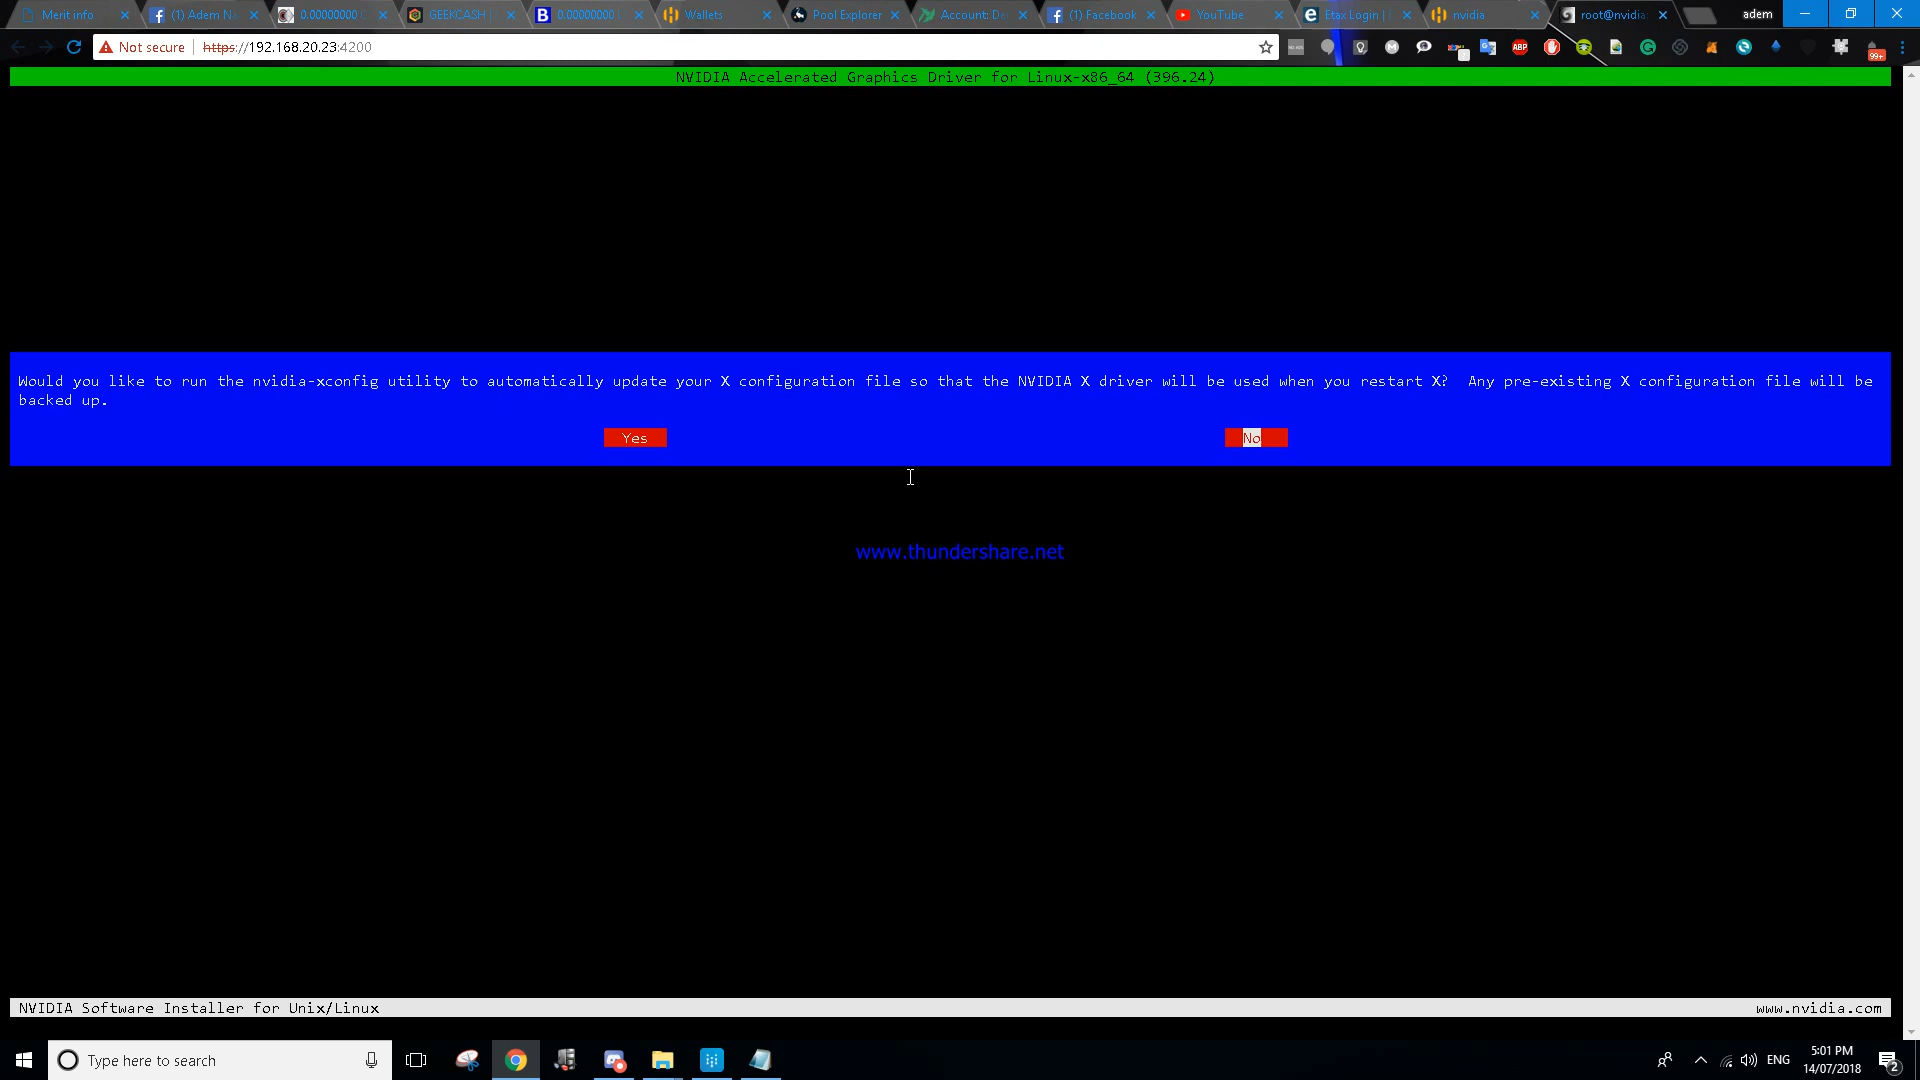 Merit info
(1) Adem N
0.00000000
GEEKCASH |
0.00000000
Wallets
Pool Explorer
Account: De
(1) Facebook
YouTube
Etax Login |
nvidia
root@nvidia:
adem
Not secure
https://192.168.20.23:4200
ABP
99+
NVIDIA Accelerated Graphics Driver for Linux-x86_64 (396.24)
Would you like to run the nvidia-xconfig utility to automatically update your X configuration file so that the NVIDIA X driver will be used when you restart X?  Any pre-existing X configuration file will be
backed up.
Yes
No
www.thundershare.net
NVIDIA Software Installer for Unix/Linux
www.nvidia.com
Type here to search
ENG
5:01 PM
14/07/2018
2